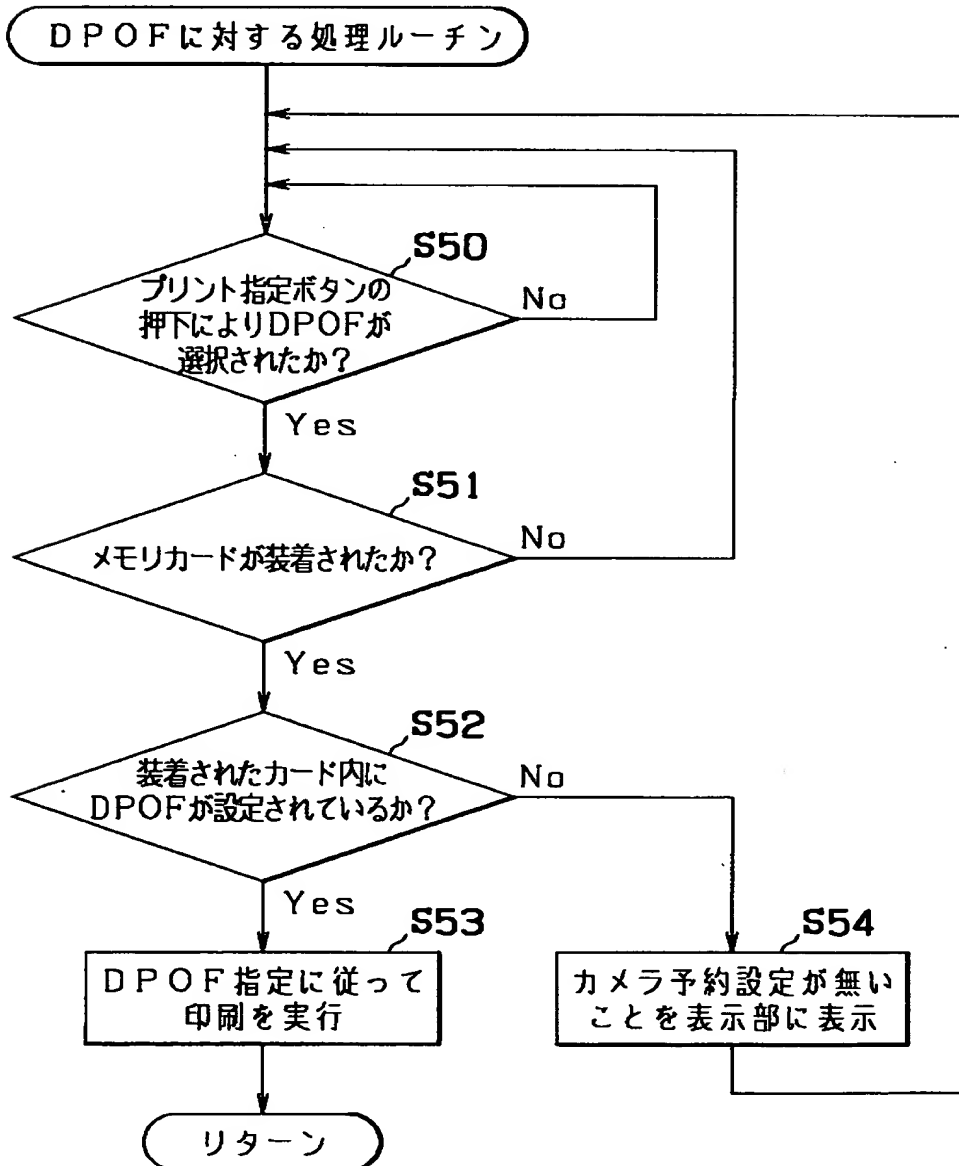 DPOFに対する処理ルーチン
S50
プリント指定ボタンの
押下によりDPOFが
選択されたか？
No
Yes
S51
メモリカードが装着されたか？
No
Yes
S52
装着されたカード内に
DPOFが設定されているか？
No
Yes
S53
DPOF指定に従って
印刷を実行
S54
カメラ予約設定が無い
ことを表示部に表示
リターン